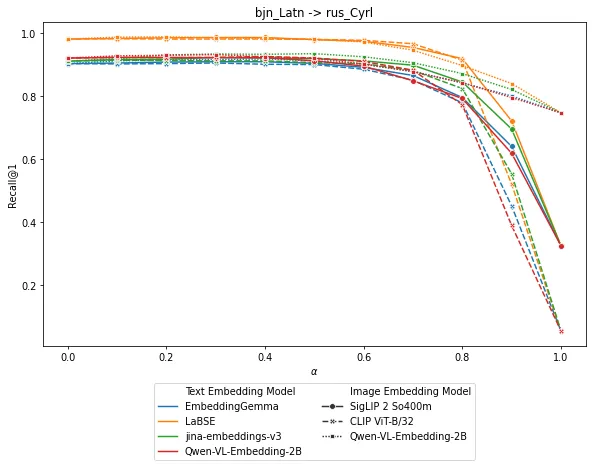 bjn_Latn -> rus_Cyrl
Recall@1
1.0
0.8
0.6
0.4
0.2
0.0 0.2 0.4 0.6 0.8 1.0
α
Text Embedding Model Image Embedding Model
EmbeddingGemma SigLIP 2 So400m
LaBSE CLIP ViT-B/32
jina-embeddings-v3 Qwen-VL-Embedding-2B
Qwen-VL-Embedding-2B